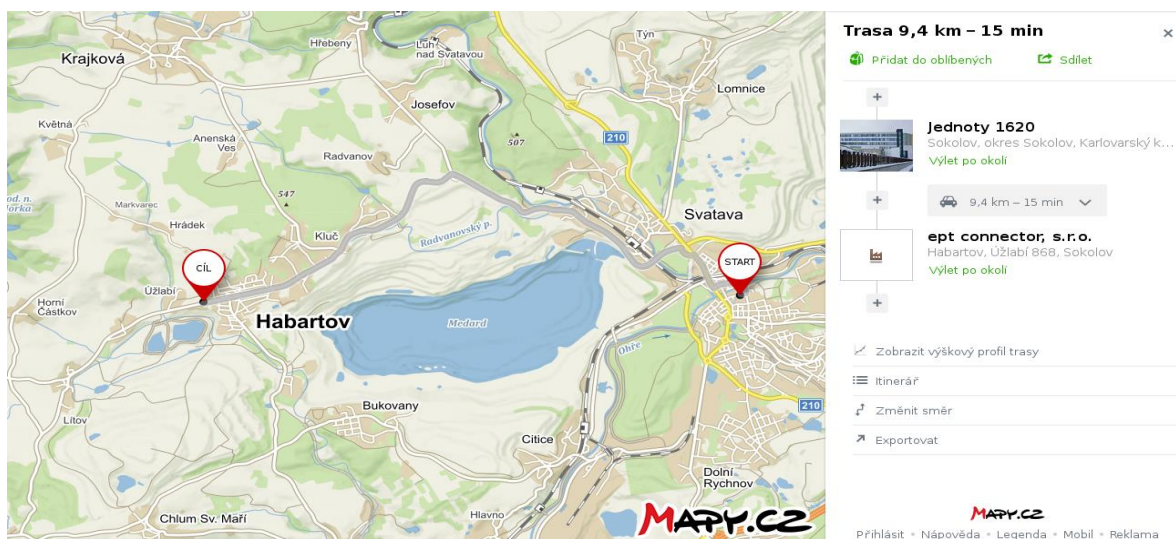 Hřebeny
Týn
Luh
nad Svatavou
Krajková
Lomnice
Josefov
Květná
Anenská
Ves
210
507
Radvanov
Markvarec
547
Hrádek
Svatava
Kluč
Radvanovský p.
CÍL
START
Úžlabí
Horní
Částkov
Habartov
Medard
Ohře
Bukovany
210
Lítov
Citice
Dolní
Rychnov
Hlavno
Chlum Sv. Maří
MAPY.CZ
Trasa 9,4 km – 15 min
×
Přidat do oblíbených
Sdílet
+
Jednoty 1620
Sokolov, okres Sokolov, Karlovarský k...
Výlet po okolí
+
9,4 km – 15 min
ept connector, s.r.o.
Habartov, Úžlabí 868, Sokolov
Výlet po okolí
+
Zobrazit výškový profil trasy
Itinerář
Změnit směr
Exportovat
MAPY.CZ
Přihlásit • Nápověda • Legenda • Mobil • Reklama